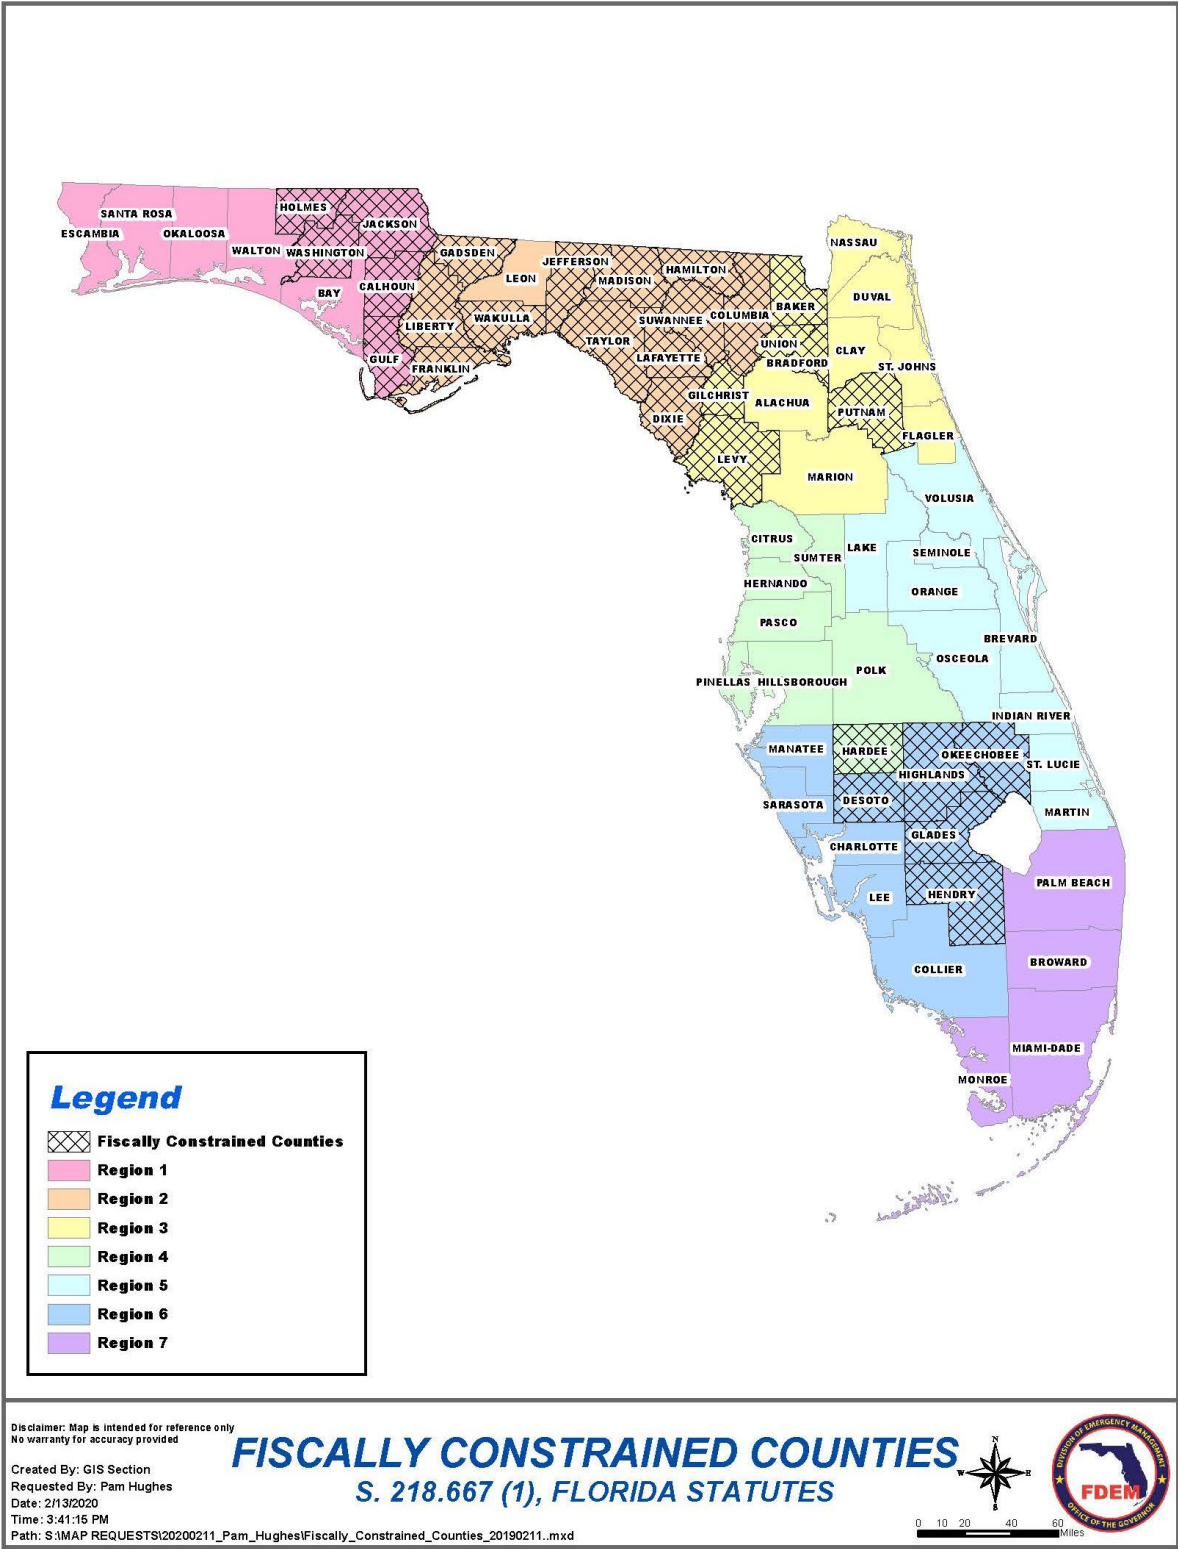 HOLMES
SANTA ROSA
JACKSON
ESCAMBIA
OKALOOSA
WALTON
WASHINGTON
BAY
CALHOUN
GULF
GADSDEN
LEON
JEFFERSON
MADISON
HAMILTON
LIBERTY
WAKULLA
FRANKLIN
TAYLOR
SUWANNEE
COLUMBIA
LAFAYETTE
DIXIE
NASSAU
DUVAL
BAKER
UNION
BRADFORD
CLAY
ST. JOHNS
GILCHRIST
ALACHUA
PUTNAM
FLAGLER
LEVY
MARION
VOLUSIA
CITRUS
SUMTER
LAKE
SEMINOLE
HERNANDO
ORANGE
PASCO
BREVARD
OSCEOLA
POLK
PINELLAS
HILLSBOROUGH
INDIAN RIVER
MANATEE
HARDEE
OKEECHOBEE
ST. LUCIE
HIGHLANDS
SARASOTA
DESOTO
MARTIN
CHARLOTTE
GLADES
LEE
HENDRY
PALM BEACH
COLLIER
BROWARD
MIAMI-DADE
MONROE
Legend
Fiscally Constrained Counties
Region 1
Region 2
Region 3
Region 4
Region 5
Region 6
Region 7
Disclaimer: Map is intended for reference only
No warranty for accuracy provided
Created By: GIS Section
Requested By: Pam Hughes
Date: 2/13/2020
Time: 3:41:15 PM
Path: S:\MAP REQUESTS\20200211_Pam_Hughes\Fiscally_Constrained_Counties_20190211..mxd
FISCALLY CONSTRAINED COUNTIES
S. 218.667 (1), FLORIDA STATUTES
N
W E
S
0 10 20 40 60
Miles
DIVISION OF EMERGENCY MANAGEMENT
FDEM
OFFICE OF THE GOVERNOR